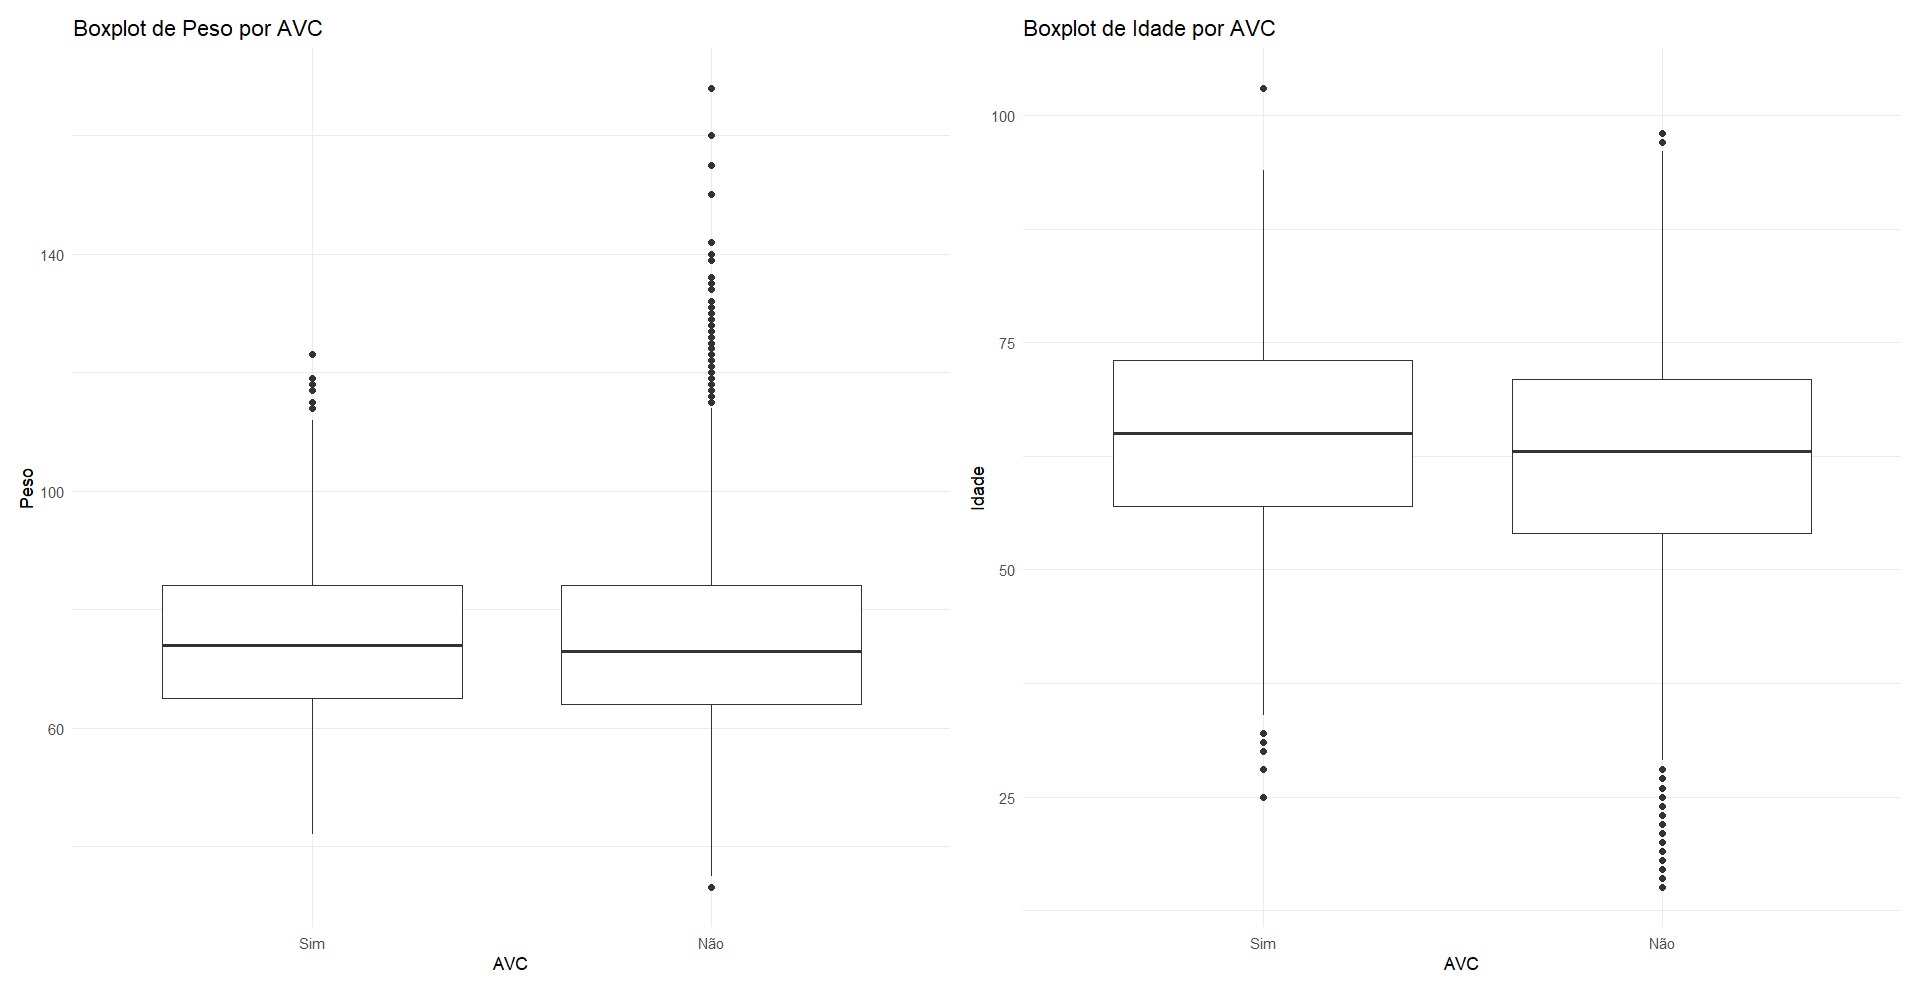 Boxplot de Peso por AVC
140
100
60
Peso
Sim
Não
AVC
Boxplot de Idade por AVC
100
75
50
25
Idade
Sim
Não
AVC